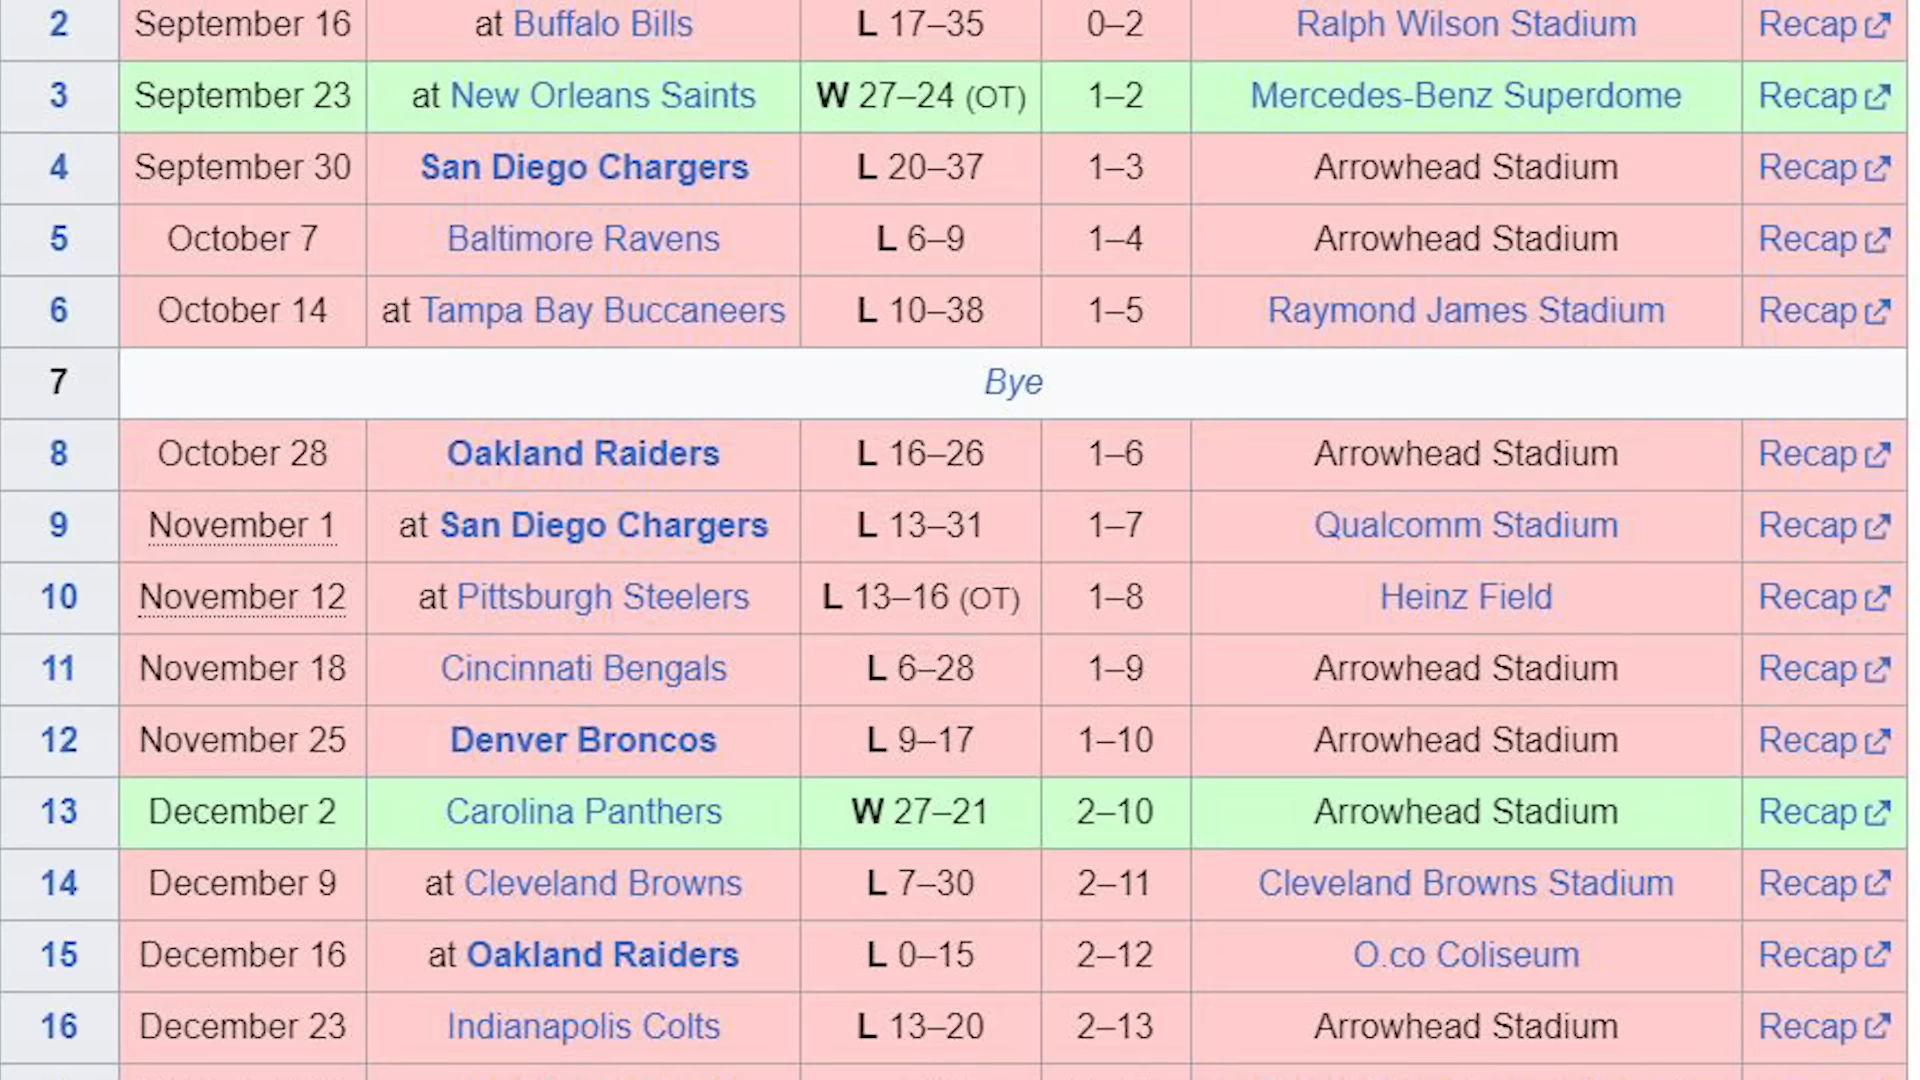 2 September 16 at Buffalo Bills L 17–35 0–2 Ralph Wilson Stadium Recap
3 September 23 at New Orleans Saints W 27–24 (OT) 1–2 Mercedes-Benz Superdome Recap
4 September 30 San Diego Chargers L 20–37 1–3 Arrowhead Stadium Recap
5 October 7 Baltimore Ravens L 6–9 1–4 Arrowhead Stadium Recap
6 October 14 at Tampa Bay Buccaneers L 10–38 1–5 Raymond James Stadium Recap
7 Bye
8 October 28 Oakland Raiders L 16–26 1–6 Arrowhead Stadium Recap
9 November 1 at San Diego Chargers L 13–31 1–7 Qualcomm Stadium Recap
10 November 12 at Pittsburgh Steelers L 13–16 (OT) 1–8 Heinz Field Recap
11 November 18 Cincinnati Bengals L 6–28 1–9 Arrowhead Stadium Recap
12 November 25 Denver Broncos L 9–17 1–10 Arrowhead Stadium Recap
13 December 2 Carolina Panthers W 27–21 2–10 Arrowhead Stadium Recap
14 December 9 at Cleveland Browns L 7–30 2–11 Cleveland Browns Stadium Recap
15 December 16 at Oakland Raiders L 0–15 2–12 O.co Coliseum Recap
16 December 23 Indianapolis Colts L 13–20 2–13 Arrowhead Stadium Recap